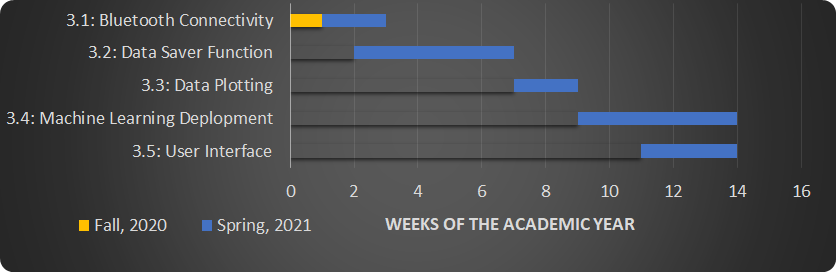 3.1: Bluetooth Connectivity
3.2: Data Saver Function
3.3: Data Plotting
3.4: Machine Learning Deplopment
3.5: User Interface
0 2 4 6 8 10 12 14 16
Fall, 2020 Spring, 2021 WEEKS OF THE ACADEMIC YEAR